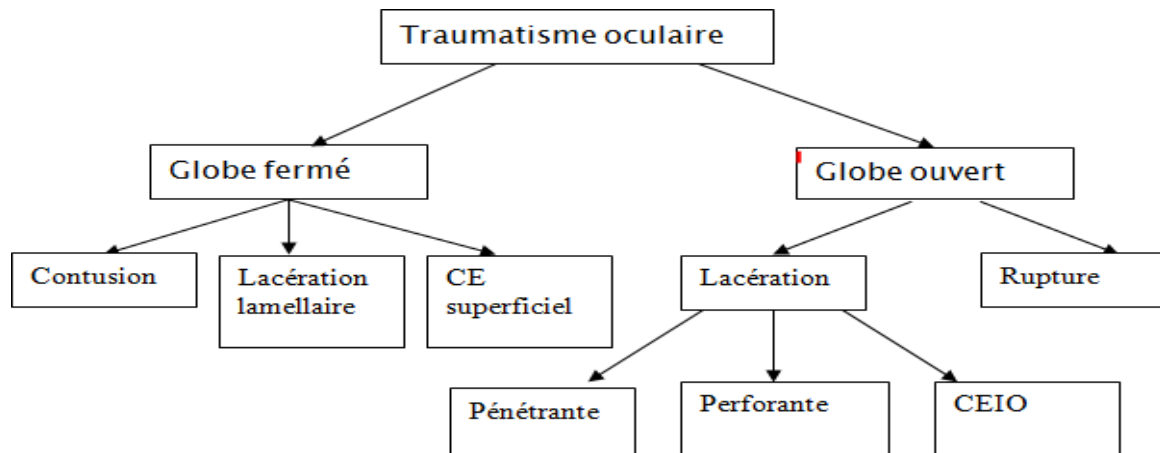 Traumatisme oculaire
Globe fermé
Globe ouvert
Contusion
Lacération
lamellaire
CE
superficiel
Lacération
Rupture
Pénétrante
Perforante
CEIO